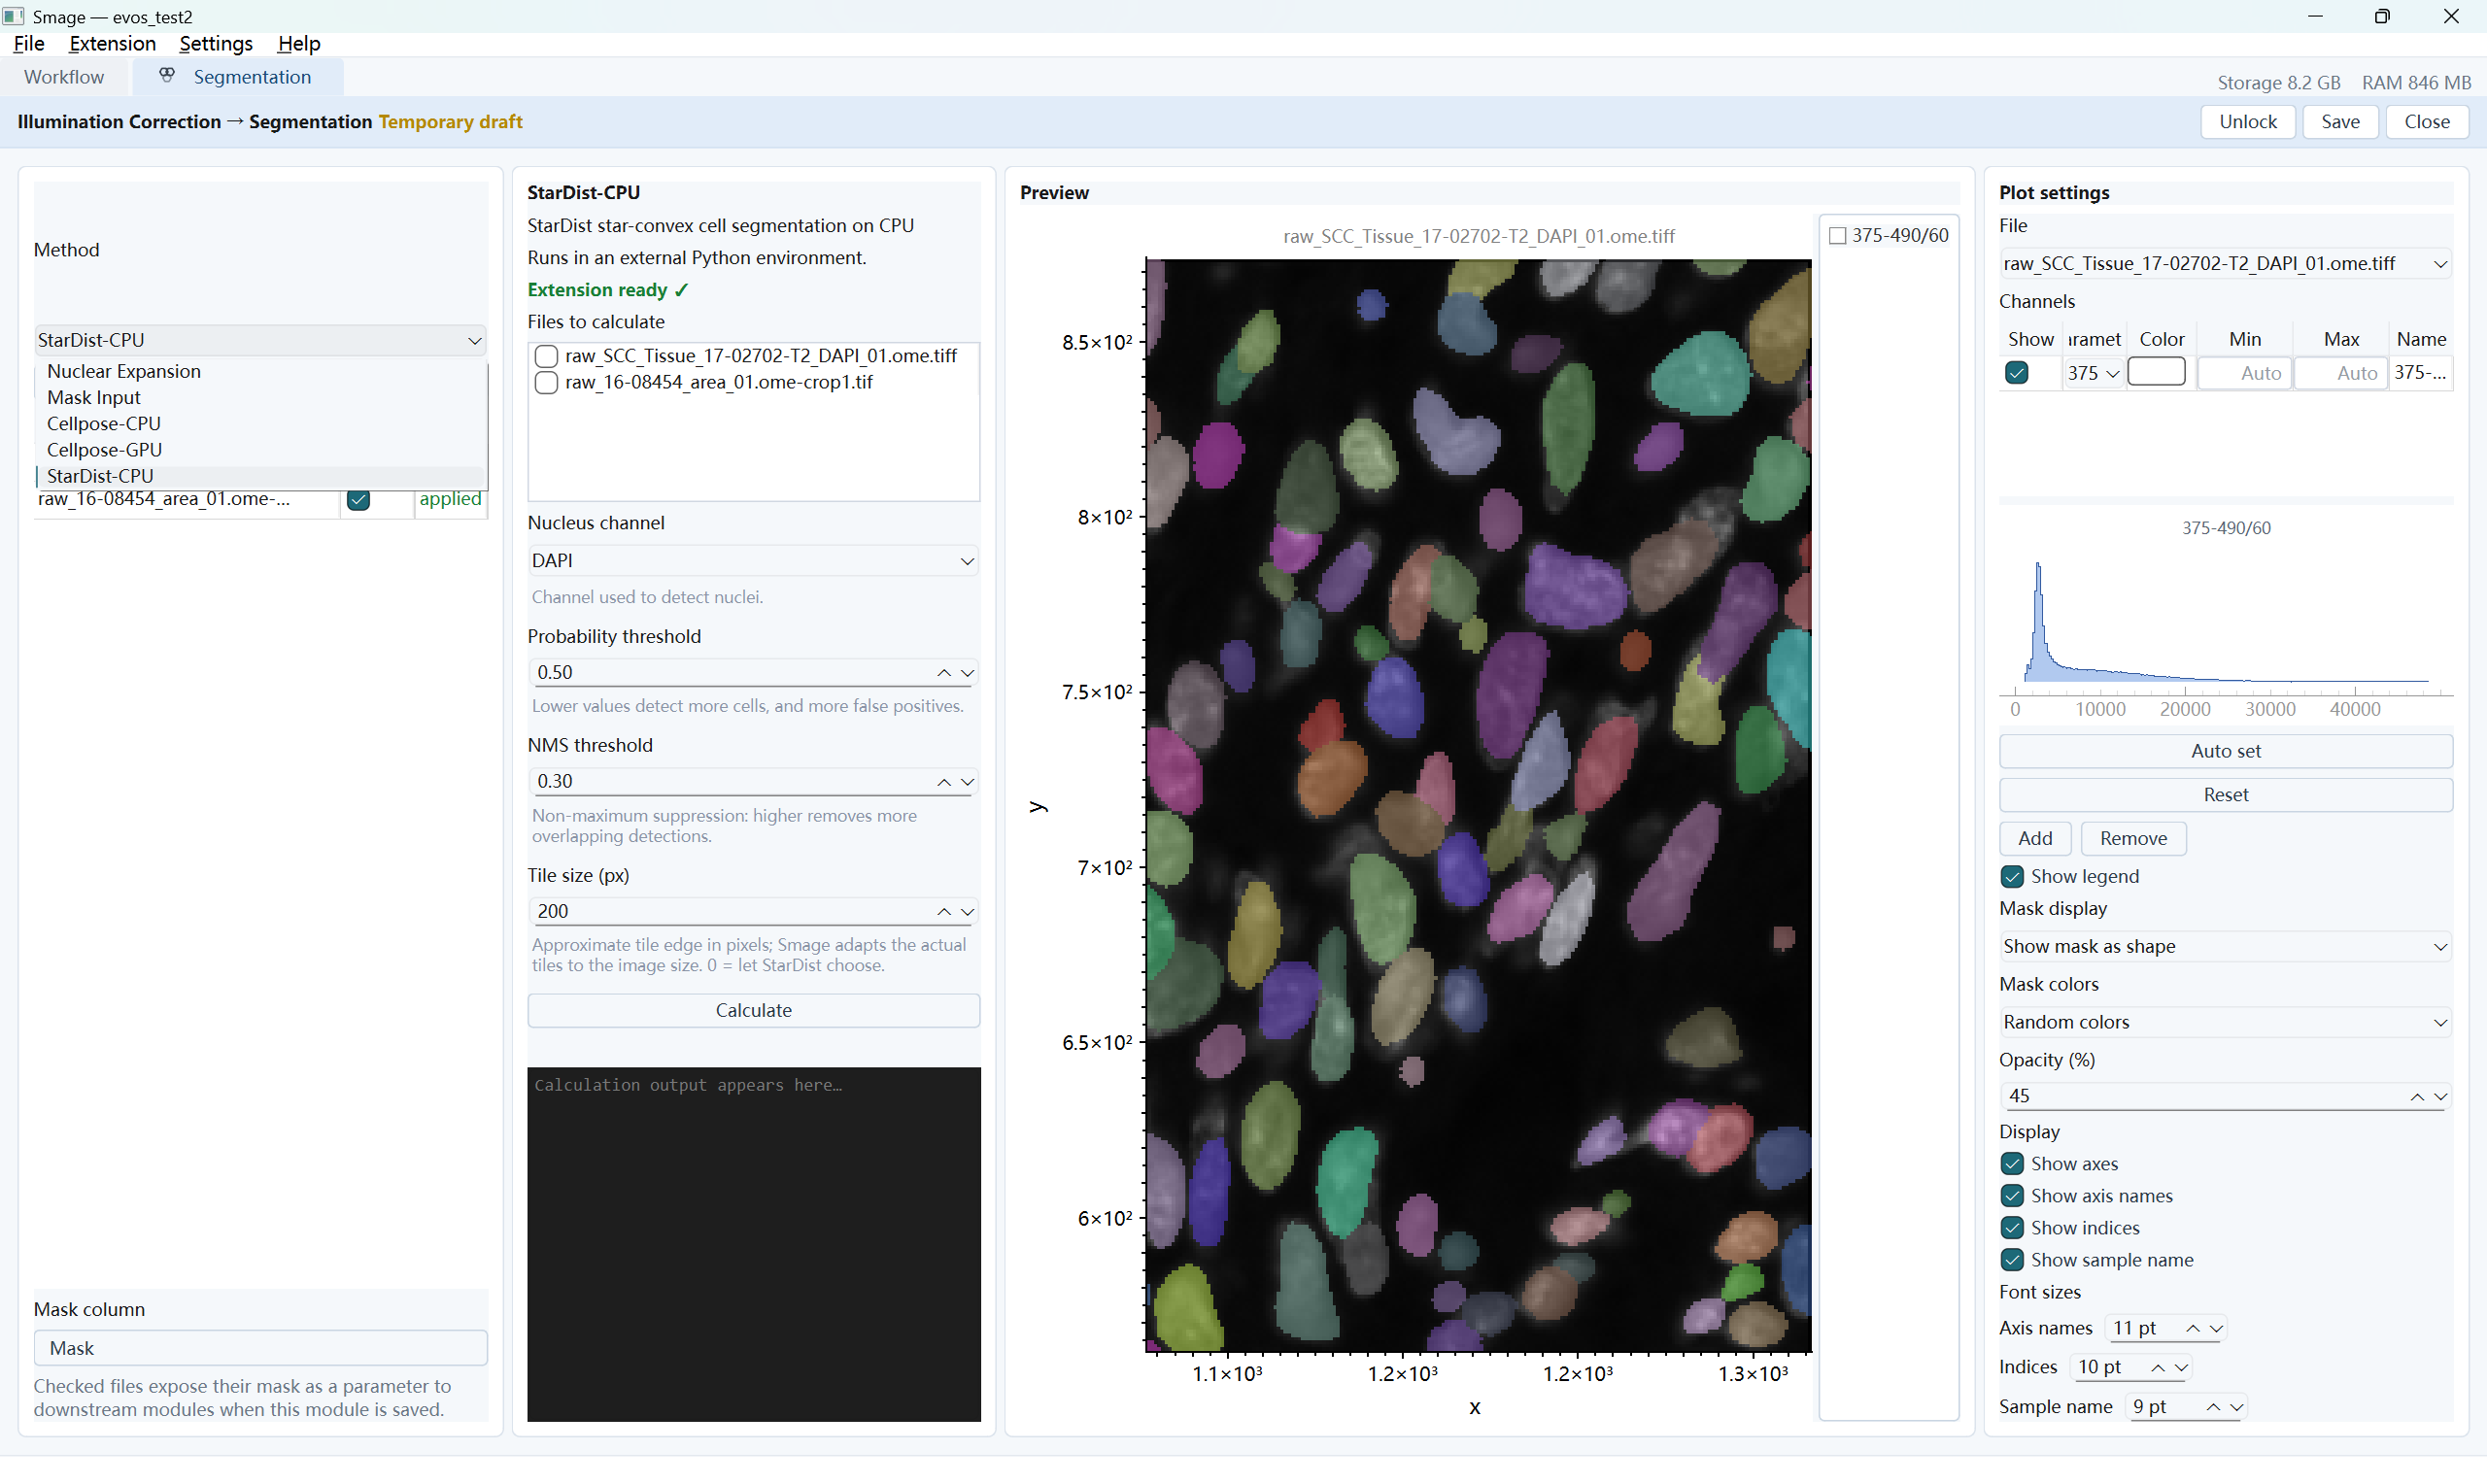 Smage — evos_test2
File Extension Settings Help
Workflow Segmentation
Storage 8.2 GB RAM 846 MB
Illumination Correction → Segmentation Temporary draft
Unlock Save Close
Method
StarDist-CPU
Nuclear Expansion
Mask Input
Cellpose-CPU
Cellpose-GPU
StarDist-CPU
raw_16-08454_area_01.ome-... applied
Mask column
Mask
Checked files expose their mask as a parameter to
downstream modules when this module is saved.
StarDist-CPU
StarDist star-convex cell segmentation on CPU
Runs in an external Python environment.
Extension ready ✓
Files to calculate
raw_SCC_Tissue_17-02702-T2_DAPI_01.ome.tiff
raw_16-08454_area_01.ome-crop1.tif
Nucleus channel
DAPI
Channel used to detect nuclei.
Probability threshold
0.50
Lower values detect more cells, and more false positives.
NMS threshold
0.30
Non-maximum suppression: higher removes more
overlapping detections.
Tile size (px)
200
Approximate tile edge in pixels; Smage adapts the actual
tiles to the image size. 0 = let StarDist choose.
Calculate
Calculation output appears here…
Preview
raw_SCC_Tissue_17-02702-T2_DAPI_01.ome.tiff
375-490/60
8.5×10²
8×10²
7.5×10²
7×10²
6.5×10²
6×10²
y
1.1×10³ 1.2×10³ 1.2×10³ 1.3×10³
x
Plot settings
File
raw_SCC_Tissue_17-02702-T2_DAPI_01.ome.tiff
Channels
Show aramet Color Min Max Name
375 Auto Auto 375-...
375-490/60
0 10000 20000 30000 40000
Auto set
Reset
Add Remove
Show legend
Mask display
Show mask as shape
Mask colors
Random colors
Opacity (%)
45
Display
Show axes
Show axis names
Show indices
Show sample name
Font sizes
Axis names 11 pt
Indices 10 pt
Sample name 9 pt